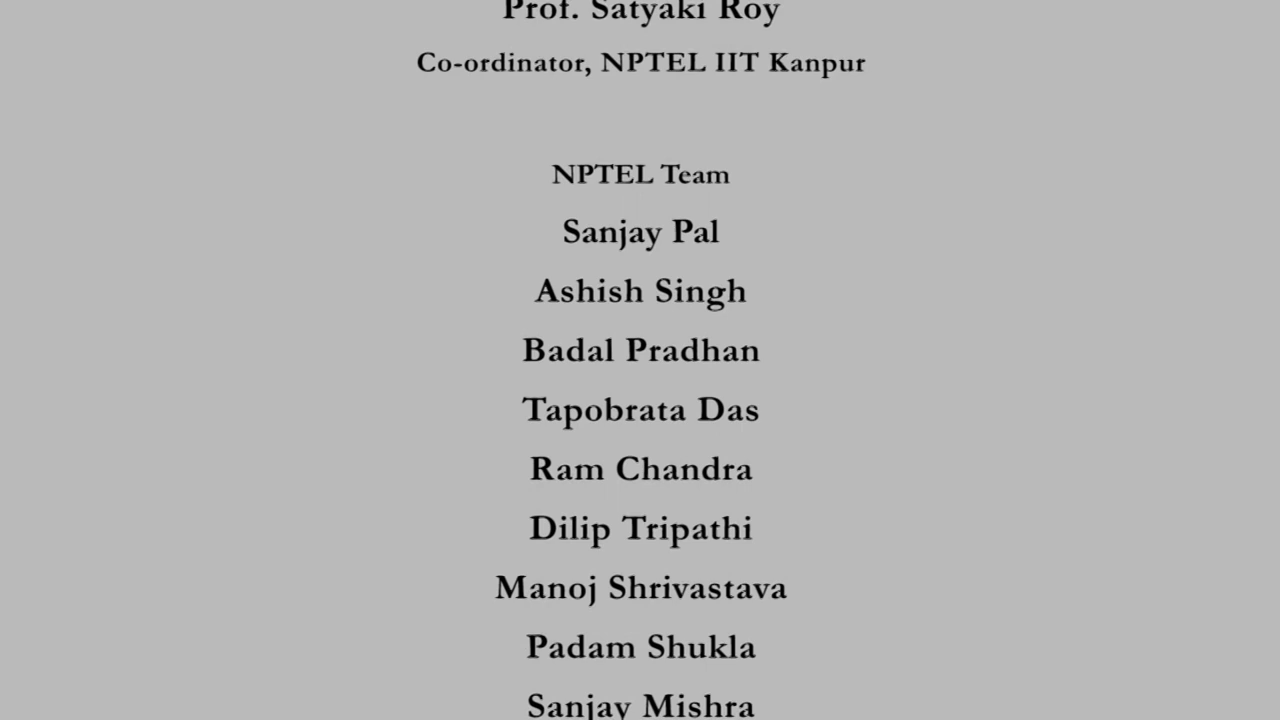 Prof. Satyaki Roy
Co-ordinator, NPTEL IIT Kanpur
NPTEL Team
Sanjay Pal
Ashish Singh
Badal Pradhan
Tapobrata Das
Ram Chandra
Dilip Tripathi
Manoj Shrivastava
Padam Shukla
Sanjay Mishra